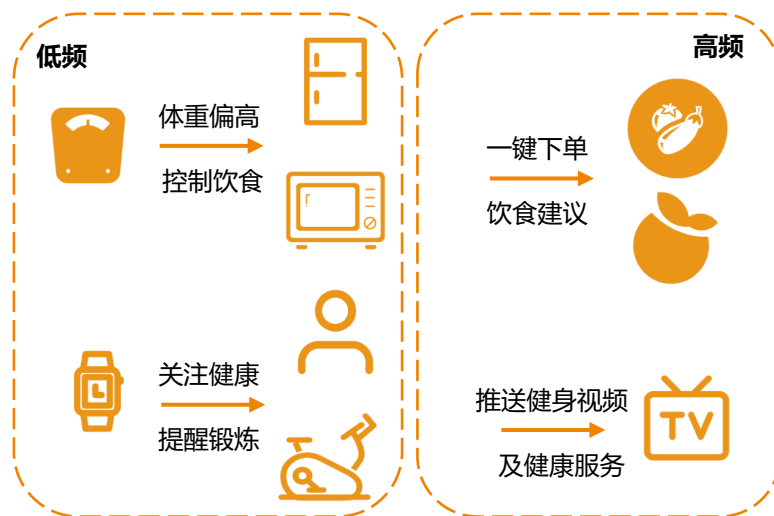 低频
体重偏高
控制饮食
关注健康
提醒锻炼
高频
一键下单
饮食建议
推送健身视频
及健康服务
TV